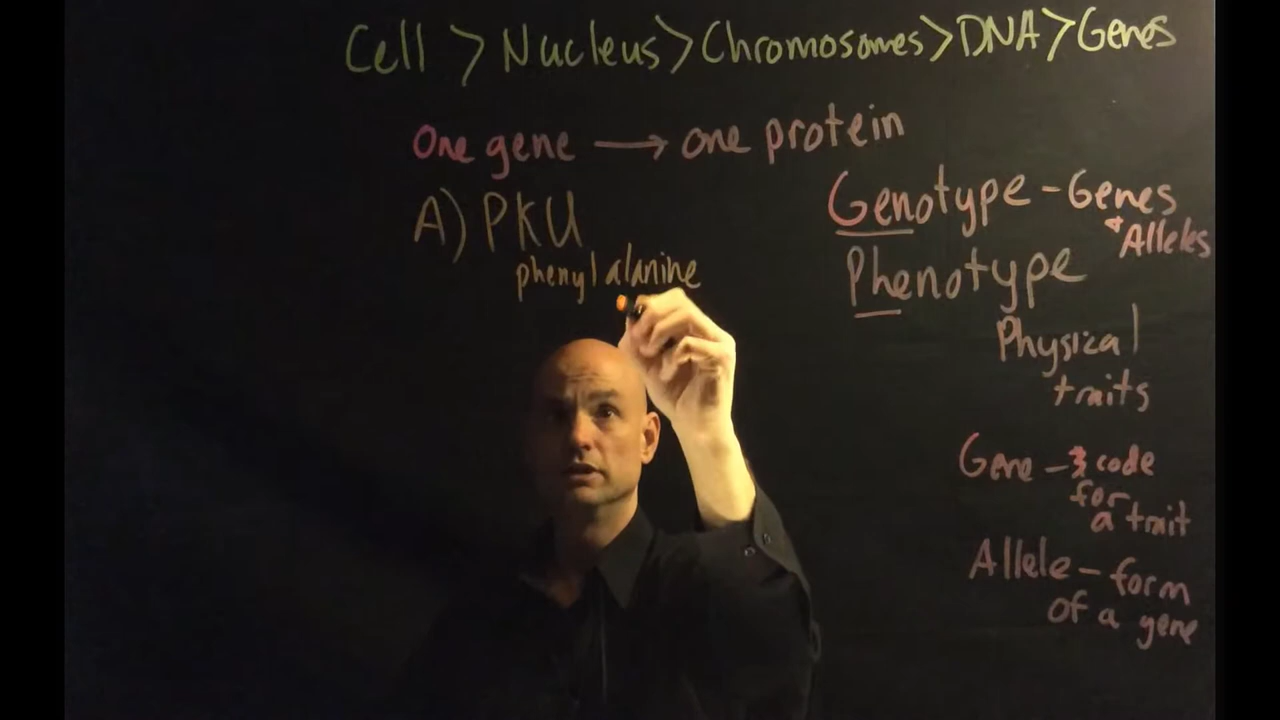 Cell > Nucleus > Chromosomes > DNA > Genes
One gene → one protein
A) PKU
phenylalanine
Genotype - Genes
& Alleles
Phenotype
Physical
traits
Gene - code
for
a trait
Allele - form
of a gene